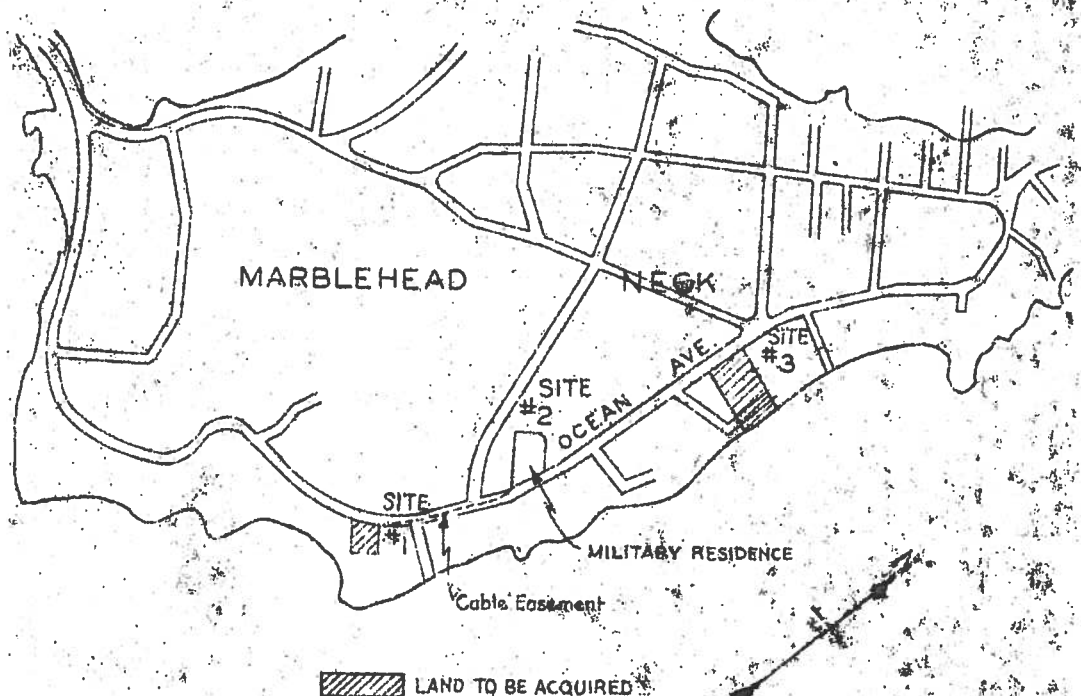 MARBLEHEAD NECK
OCEAN AVE.
SITE
#3
SITE
#2
SITE
#1
MILITARY RESIDENCE
Cable Easement
LAND TO BE ACQUIRED